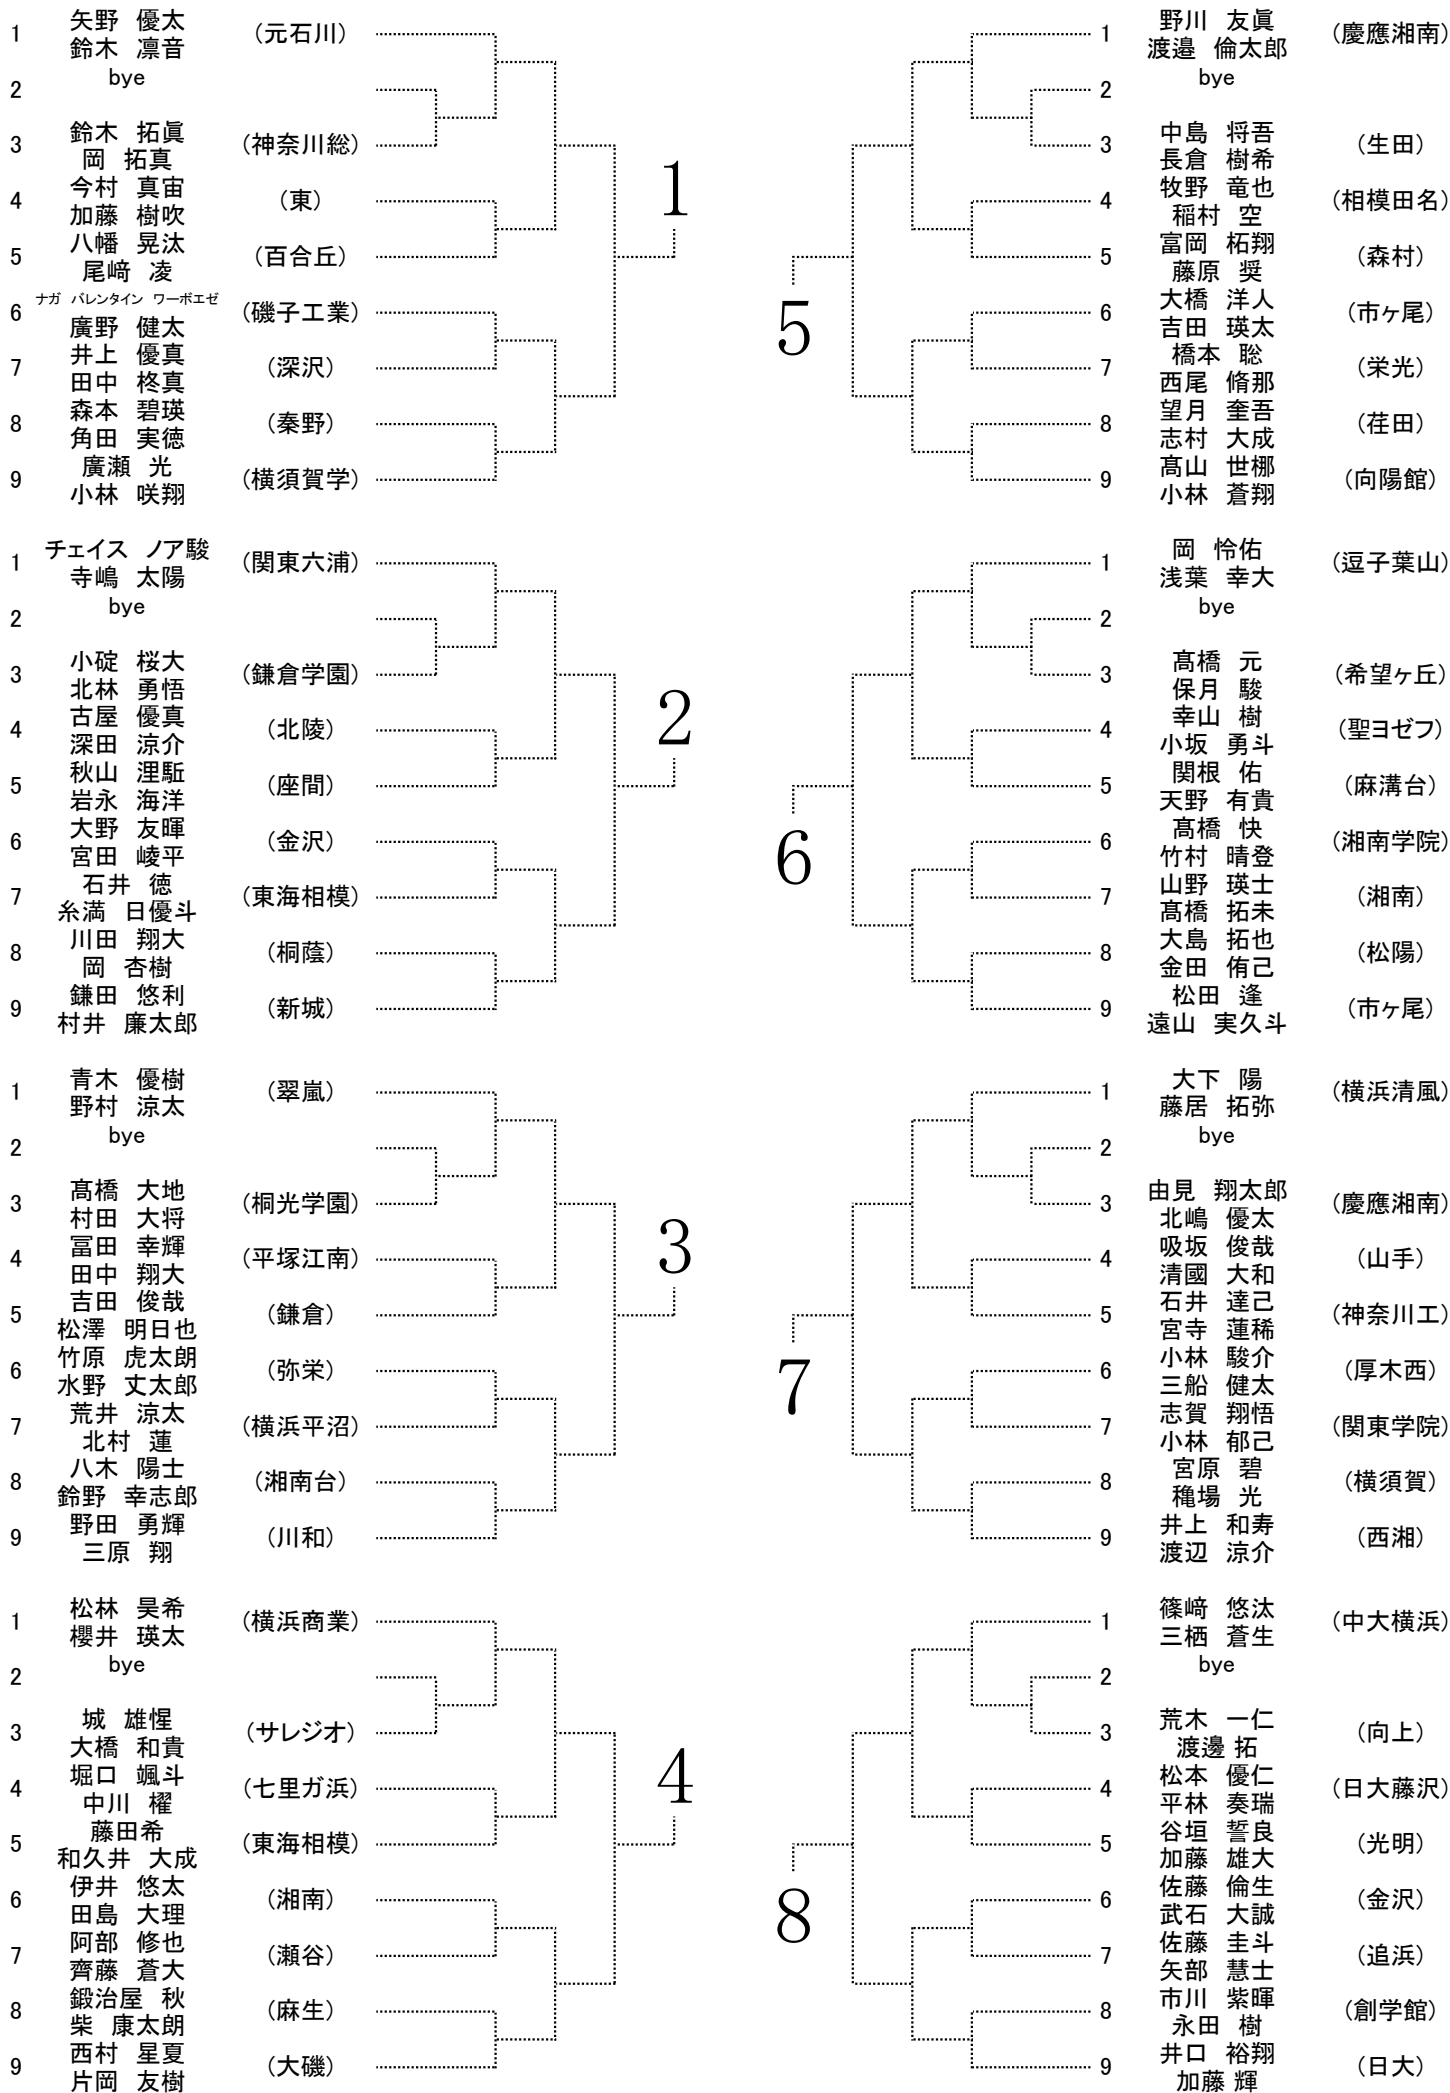 1 矢野 優太 (元石川)
鈴木 凛音
2 bye
3 鈴木 拓眞 (神奈川総)
岡 拓真
4 今村 真宙 (東)
加藤 樹吹
5 八幡 晃汰 (百合丘)
尾﨑 凌
6 ナガ バレンタイン ワーボエゼ (磯子工業)
廣野 健太
7 井上 優真 (深沢)
田中 柊真
8 森本 碧瑛 (秦野)
角田 実徳
9 廣瀬 光 (横須賀学)
小林 咲翔
1
1 チェイス ノア駿 (関東六浦)
寺嶋 太陽
2 bye
3 小碇 桜大 (鎌倉学園)
北林 勇悟
4 古屋 優真 (北陵)
深田 涼介
5 秋山 浬駈 (座間)
岩永 海洋
6 大野 友暉 (金沢)
宮田 崚平
7 石井 徳 (東海相模)
糸満 日優斗
8 川田 翔大 (桐蔭)
岡 杏樹
9 鎌田 悠利 (新城)
村井 廉太郎
2
1 青木 優樹 (翠嵐)
野村 涼太
2 bye
3 髙橋 大地 (桐光学園)
村田 大将
4 冨田 幸輝 (平塚江南)
田中 翔大
5 吉田 俊哉 (鎌倉)
松澤 明日也
6 竹原 虎太朗 (弥栄)
水野 丈太郎
7 荒井 涼太 (横浜平沼)
北村 蓮
8 八木 陽士 (湘南台)
鈴野 幸志郎
9 野田 勇輝 (川和)
三原 翔
3
1 松林 昊希 (横浜商業)
櫻井 瑛太
2 bye
3 城 雄惺 (サレジオ)
大橋 和貴
4 堀口 颯斗 (七里ガ浜)
中川 櫂
5 藤田希 (東海相模)
和久井 大成
6 伊井 悠太 (湘南)
田島 大理
7 阿部 修也 (瀬谷)
齊藤 蒼大
8 鍛治屋 秋 (麻生)
柴 康太朗
9 西村 星夏 (大磯)
片岡 友樹
4
1 野川 友眞 (慶應湘南)
渡邉 倫太郎
2 bye
3 中島 将吾 (生田)
長倉 樹希
4 牧野 竜也 (相模田名)
稲村 空
5 富岡 柘翔 (森村)
藤原 奨
6 大橋 洋人 (市ヶ尾)
吉田 瑛太
7 橋本 聡 (栄光)
西尾 脩那
8 望月 奎吾 (荏田)
志村 大成
9 髙山 世梛 (向陽館)
小林 蒼翔
5
1 岡 怜佑 (逗子葉山)
浅葉 幸大
2 bye
3 髙橋 元 (希望ヶ丘)
保月 駿
4 幸山 樹 (聖ヨゼフ)
小坂 勇斗
5 関根 佑 (麻溝台)
天野 有貴
6 髙橋 快 (湘南学院)
竹村 晴登
7 山野 瑛士 (湘南)
髙橋 拓未
8 大島 拓也 (松陽)
金田 侑己
9 松田 逢 (市ヶ尾)
遠山 実久斗
6
1 大下 陽 (横浜清風)
藤居 拓弥
2 bye
3 由見 翔太郎 (慶應湘南)
北嶋 優太
4 吸坂 俊哉 (山手)
清國 大和
5 石井 達己 (神奈川工)
宮寺 蓮稀
6 小林 駿介 (厚木西)
三船 健太
7 志賀 翔悟 (関東学院)
小林 郁己
8 宮原 碧 (横須賀)
穐場 光
9 井上 和寿 (西湘)
渡辺 涼介
7
1 篠﨑 悠汰 (中大横浜)
三栖 蒼生
2 bye
3 荒木 一仁 (向上)
渡邊 拓
4 松本 優仁 (日大藤沢)
平林 奏瑞
5 谷垣 誓良 (光明)
加藤 雄大
6 佐藤 倫生 (金沢)
武石 大誠
7 佐藤 圭斗 (追浜)
矢部 慧士
8 市川 紫暉 (創学館)
永田 樹
9 井口 裕翔 (日大)
加藤 輝
8